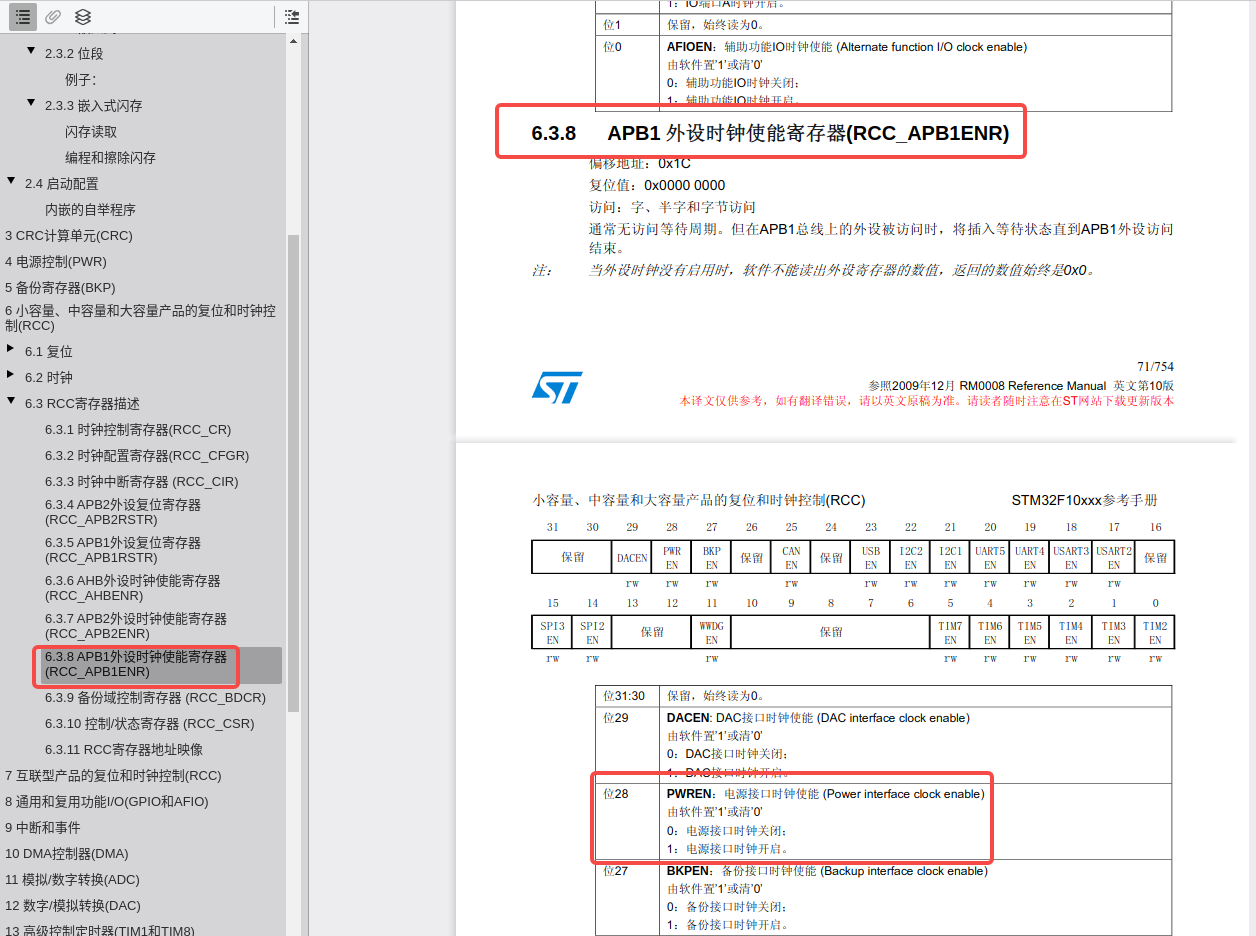 2.3.2 位段
例子：
2.3.3 嵌入式闪存
闪存读取
编程和擦除闪存
2.4 启动配置
内嵌的自举程序
3 CRC计算单元(CRC)
4 电源控制(PWR)
5 备份寄存器(BKP)
6 小容量、中容量和大容量产品的复位和时钟控
制(RCC)
6.1 复位
6.2 时钟
6.3 RCC寄存器描述
6.3.1 时钟控制寄存器(RCC_CR)
6.3.2 时钟配置寄存器(RCC_CFGR)
6.3.3 时钟中断寄存器 (RCC_CIR)
6.3.4 APB2外设复位寄存器
(RCC_APB2RSTR)
6.3.5 APB1外设复位寄存器
(RCC_APB1RSTR)
6.3.6 AHB外设时钟使能寄存器
(RCC_AHBENR)
6.3.7 APB2外设时钟使能寄存器
(RCC_APB2ENR)
6.3.8 APB1外设时钟使能寄存器
(RCC_APB1ENR)
6.3.9 备份域控制寄存器 (RCC_BDCR)
6.3.10 控制/状态寄存器 (RCC_CSR)
6.3.11 RCC寄存器地址映像
7 互联型产品的复位和时钟控制(RCC)
8 通用和复用功能I/O(GPIO和AFIO)
9 中断和事件
10 DMA控制器(DMA)
11 模拟/数字转换(ADC)
12 数字/模拟转换(DAC)
13 高级控制定时器(TIM1和TIM8)
1：IO端口A时钟开启。
位1 保留，始终读为0。
位0 AFIOEN：辅助功能IO时钟使能 (Alternate function I/O clock enable)
由软件置'1'或清'0'
0：辅助功能IO时钟关闭；
1：辅助功能IO时钟开启。
6.3.8 APB1 外设时钟使能寄存器(RCC_APB1ENR)
偏移地址：0x1C
复位值：0x0000 0000
访问：字、半字和字节访问
通常无访问等待周期。但在APB1总线上的外设被访问时，将插入等待状态直到APB1外设访问
结束。
注： 当外设时钟没有启用时，软件不能读出外设寄存器的数值，返回的数值始终是0x0。
71/754
ST
参照2009年12月 RM0008 Reference Manual 英文第10版
本译文仅供参考，如有翻译错误，请以英文原稿为准。请读者随时注意在ST网站下载更新版本
小容量、中容量和大容量产品的复位和时钟控制(RCC) STM32F10xxx参考手册
31 30 29 28 27 26 25 24 23 22 21 20 19 18 17 16
保留 DACEN PWR EN BKP EN 保留 CAN EN 保留 USB EN I2C2 EN I2C1 EN UART5 EN UART4 EN USART3 EN USART2 EN 保留
rw rw rw rw rw rw rw rw rw rw rw
15 14 13 12 11 10 9 8 7 6 5 4 3 2 1 0
SPI3 EN SPI2 EN 保留 WWDG EN 保留 TIM7 EN TIM6 EN TIM5 EN TIM4 EN TIM3 EN TIM2 EN
rw rw rw rw rw rw rw rw rw
位31:30 保留，始终读为0。
位29 DACEN: DAC接口时钟使能 (DAC interface clock enable)
由软件置'1'或清'0'
0：DAC接口时钟关闭；
1：DAC接口时钟开启。
位28 PWREN：电源接口时钟使能 (Power interface clock enable)
由软件置'1'或清'0'
0：电源接口时钟关闭；
1：电源接口时钟开启。
位27 BKPEN：备份接口时钟使能 (Backup interface clock enable)
由软件置'1'或清'0'
0：备份接口时钟关闭；
1：备份接口时钟开启。